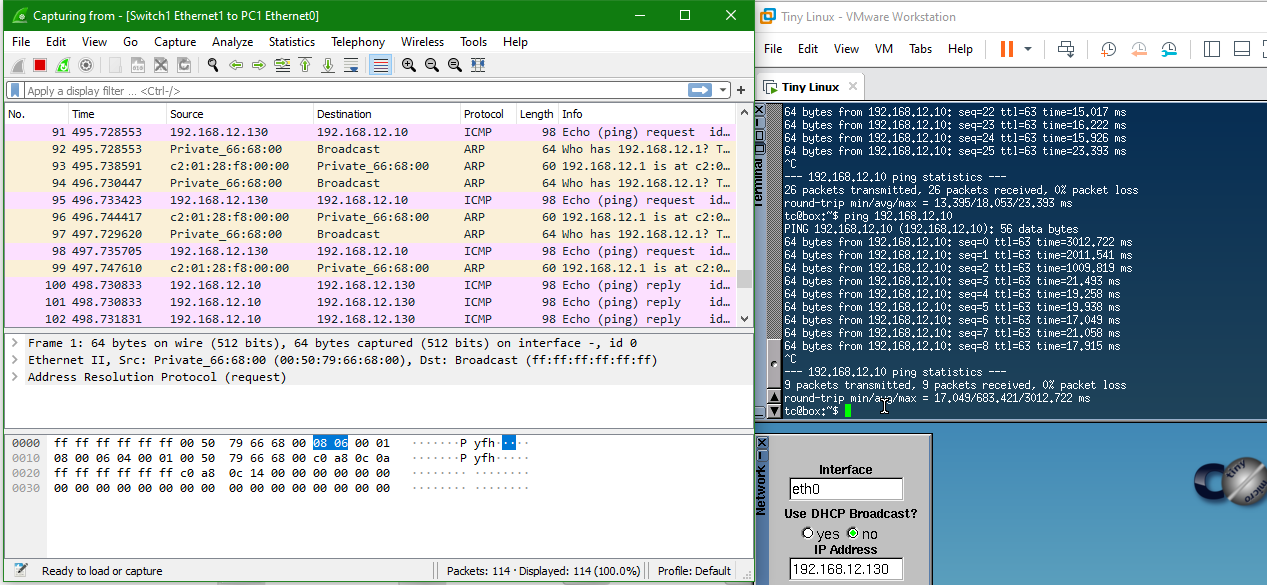 Capturing from - [Switch1 Ethernet1 to PC1 Ethernet0]
File Edit View Go Capture Analyze Statistics Telephony Wireless Tools Help
Apply a display filter ... <Ctrl-/>
No. Time Source Destination Protocol Length Info
91 495.728553 192.168.12.130 192.168.12.10 ICMP 98 Echo (ping) request id…
92 495.728553 Private_66:68:00 Broadcast ARP 64 Who has 192.168.12.1? T…
93 495.738591 c2:01:28:f8:00:00 Private_66:68:00 ARP 60 192.168.12.1 is at c2:0…
94 496.730447 Private_66:68:00 Broadcast ARP 64 Who has 192.168.12.1? T…
95 496.733423 192.168.12.130 192.168.12.10 ICMP 98 Echo (ping) request id…
96 496.744417 c2:01:28:f8:00:00 Private_66:68:00 ARP 60 192.168.12.1 is at c2:0…
97 497.729620 Private_66:68:00 Broadcast ARP 64 Who has 192.168.12.1? T…
98 497.735705 192.168.12.130 192.168.12.10 ICMP 98 Echo (ping) request id…
99 497.747610 c2:01:28:f8:00:00 Private_66:68:00 ARP 60 192.168.12.1 is at c2:0…
100 498.730833 192.168.12.10 192.168.12.130 ICMP 98 Echo (ping) reply id…
101 498.730833 192.168.12.10 192.168.12.130 ICMP 98 Echo (ping) reply id…
102 498.731831 192.168.12.10 192.168.12.130 ICMP 98 Echo (ping) reply id…
Frame 1: 64 bytes on wire (512 bits), 64 bytes captured (512 bits) on interface -, id 0
Ethernet II, Src: Private_66:68:00 (00:50:79:66:68:00), Dst: Broadcast (ff:ff:ff:ff:ff:ff)
Address Resolution Protocol (request)
0000 ff ff ff ff ff ff 00 50 79 66 68 00 08 06 00 01 ·······P yfh·····
0010 08 00 06 04 00 01 00 50 79 66 68 00 c0 a8 0c 0a ·······P yfh·····
0020 ff ff ff ff ff ff c0 a8 0c 14 00 00 00 00 00 00 ········ ········
0030 00 00 00 00 00 00 00 00 00 00 00 00 00 00 00 00 ········ ········
Ready to load or capture Packets: 114 · Displayed: 114 (100.0%) Profile: Default
Tiny Linux - VMware Workstation
File Edit View VM Tabs Help
Tiny Linux
Terminal
64 bytes from 192.168.12.10: seq=22 ttl=63 time=15.017 ms
64 bytes from 192.168.12.10: seq=23 ttl=63 time=16.222 ms
64 bytes from 192.168.12.10: seq=24 ttl=63 time=15.926 ms
64 bytes from 192.168.12.10: seq=25 ttl=63 time=23.393 ms
^C
--- 192.168.12.10 ping statistics ---
26 packets transmitted, 26 packets received, 0% packet loss
round-trip min/avg/max = 13.395/18.053/23.393 ms
tc@box:~$ ping 192.168.12.10
PING 192.168.12.10 (192.168.12.10): 56 data bytes
64 bytes from 192.168.12.10: seq=0 ttl=63 time=3012.722 ms
64 bytes from 192.168.12.10: seq=1 ttl=63 time=2011.541 ms
64 bytes from 192.168.12.10: seq=2 ttl=63 time=1009.819 ms
64 bytes from 192.168.12.10: seq=3 ttl=63 time=21.493 ms
64 bytes from 192.168.12.10: seq=4 ttl=63 time=19.258 ms
64 bytes from 192.168.12.10: seq=5 ttl=63 time=19.938 ms
64 bytes from 192.168.12.10: seq=6 ttl=63 time=17.049 ms
64 bytes from 192.168.12.10: seq=7 ttl=63 time=21.058 ms
64 bytes from 192.168.12.10: seq=8 ttl=63 time=17.915 ms
^C
--- 192.168.12.10 ping statistics ---
9 packets transmitted, 9 packets received, 0% packet loss
round-trip min/avg/max = 17.049/683.421/3012.722 ms
tc@box:~$
Network
Interface
eth0
Use DHCP Broadcast?
yes no
IP Address
192.168.12.130
tiny
micro